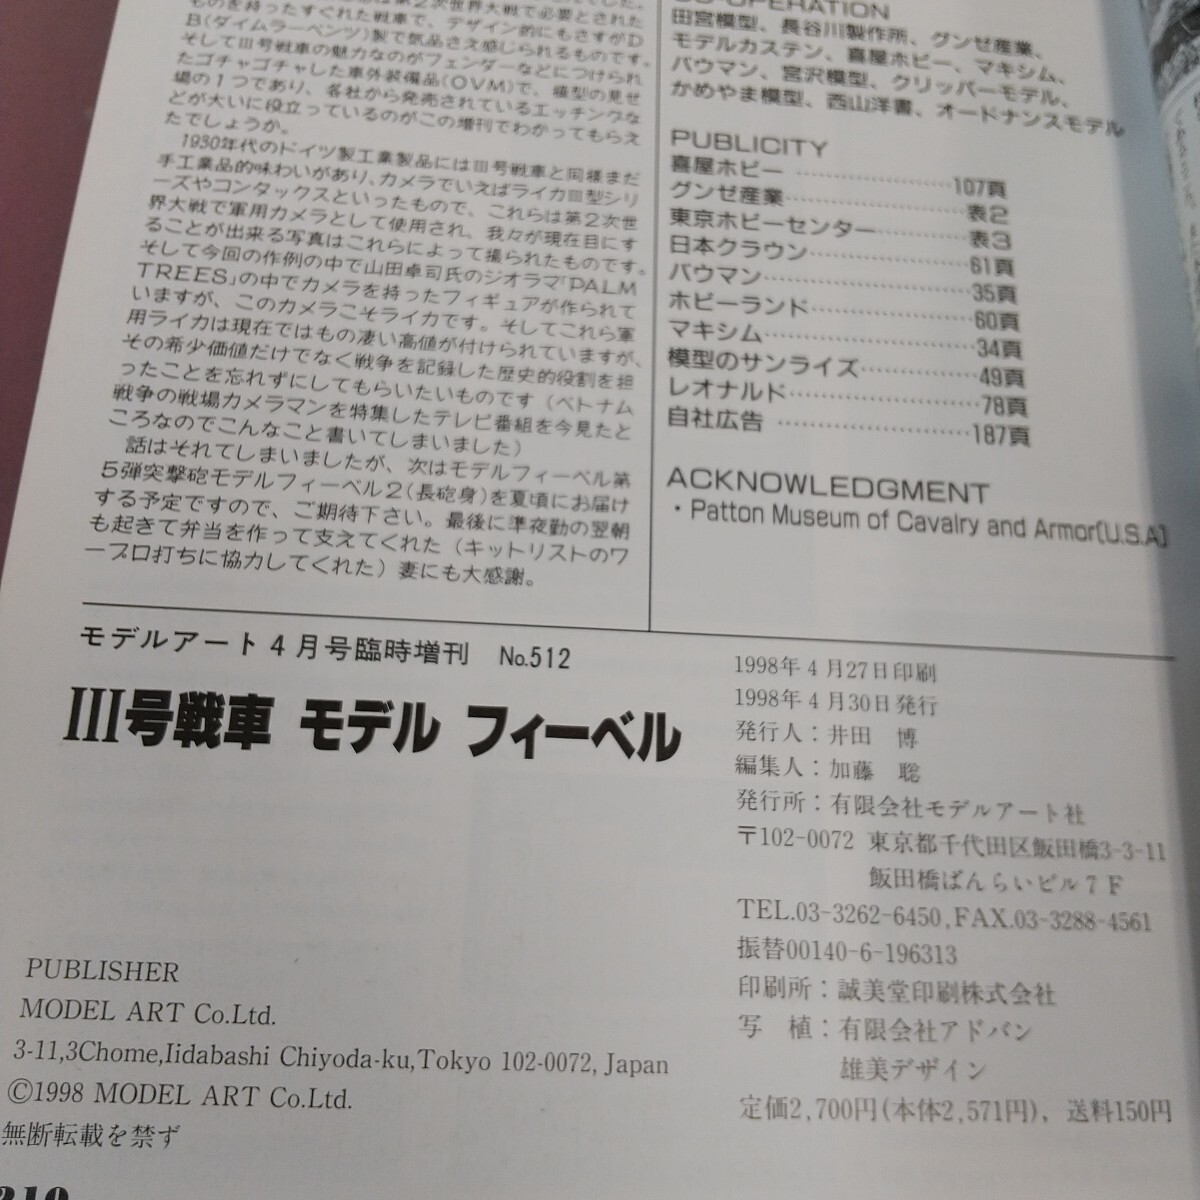 ものを持ったすぐれた戦車で、デザイン的にもさすがD
B(ダイムラーベンツ)製で気品さえ感じられるものです。
そしてⅢ号戦車の魅力なのがフェンダーなどにつけられ
たゴチャゴチャした車外装備品(OVM)で、模型の見せ
場の1つであり、各社から発売されているエッチングな
どが大いに役立っているのがこの増刊でわかってもらえ
たでしょうか。
1930年代のドイツ製工業製品にはⅢ号戦車と同様まだ
手工業品的味わいがあり、カメラでいえばライカⅢ型シリ
ーズやコンタックスといったもので、これらは第2次世
界大戦で軍用カメラとして使用され、我々が現在目にす
ることが出来る写真はこれらによって撮られたものです。
そして今回の作例の中で山田卓司氏のジオラマ「PALM
TREES」の中でカメラを持ったフィギュアが作られて
いますが、このカメラこそライカです。そしてこれら軍
用ライカは現在ではもの凄い高値が付けられていますが、
その希少価値だけでなく戦争を記録した歴史的役割を担
ったことを忘れずにしてもらいたいものです(ベトナム
戦争の戦場カメラマンを特集したテレビ番組を今見たと
ころなのでこんなこと書いてしまいました)
話はそれてしまいましたが、次はモデルフィーベル第
5弾突撃砲モデルフィーベル2(長砲身)を夏頃にお届け
する予定ですので、ご期待下さい。最後に準夜勤の翌朝
も起きて弁当を作って支えてくれた(キットリストのワ
ープロ打ちに協力してくれた)妻にも大感謝。
CO-OPERATION
田宮模型、長谷川製作所、グンゼ産業、
モデルカステン、喜屋ホビー、マキシム、
バウマン、宮沢模型、クリッパーモデル、
かめやま模型、西山洋書、オードナンスモデル
PUBLICITY
喜屋ホビー ……………………107頁
グンゼ産業……………………表2
東京ホビーセンター…………表3
日本クラウン…………………61頁
バウマン………………………35頁
ホビーランド…………………60頁
マキシム………………………34頁
模型のサンライズ……………49頁
レオナルド……………………78頁
自社広告 ……………………187頁
ACKNOWLEDGMENT
・Patton Museum of Cavalry and Armor(U.S.A)
モデルアート4月号臨時増刊 No.512
III号戦車 モデル フィーベル
PUBLISHER
MODEL ART Co.Ltd.
3-11,3Chome,Iidabashi Chiyoda-ku,Tokyo 102-0072, Japan
©1998 MODEL ART Co.Ltd.
無断転載を禁ず
1998年4月27日印刷
1998年4月30日発行
発行人：井田 博
編集人：加藤 聡
発行所：有限会社モデルアート社
〒102-0072 東京都千代田区飯田橋3-3-11
飯田橋ばんらいビル7F
TEL.03-3262-6450,FAX.03-3288-4561
振替00140-6-196313
印刷所：誠美堂印刷株式会社
写 植：有限会社アドバン
雄美デザイン
定価2,700円(本体2,571円)，送料150円